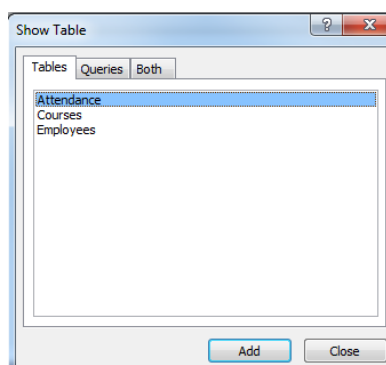 Show Table
?
Tables Queries Both
Attendance
Courses
Employees
Add Close